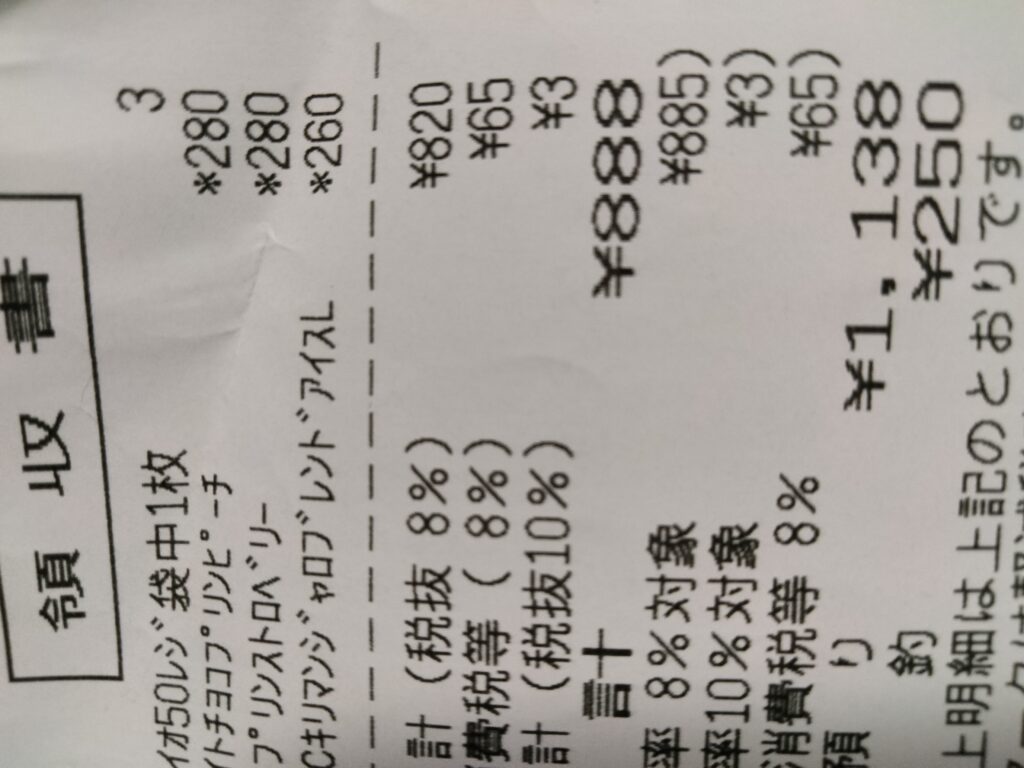 領収書
イオ50レジ袋中1枚 3
イトチョコプリンピーチ *280
プリンストロベリー *280
CキリマンジャロブレンドアイスL *260
計 (税抜 8%) ¥820
費税等 ( 8%) ¥65
計 (税抜10%) ¥3
計 ¥888
率 8%対象 ¥885)
率10%対象 ¥3)
消費税等 8% ¥65)
預り ¥1,138
釣 ¥250
上明細は上記のとおりです。